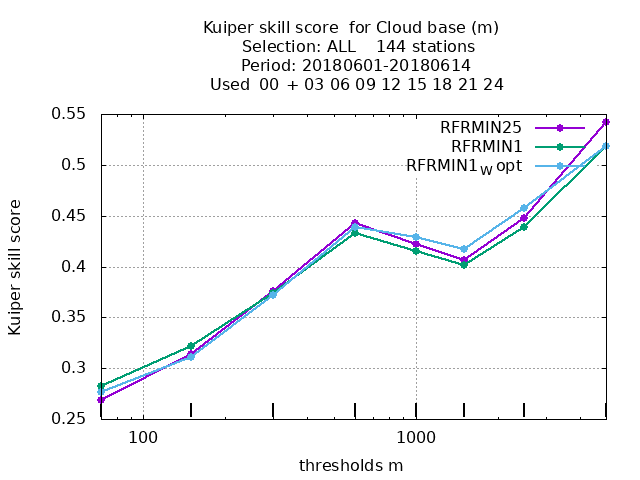 Kuiper skill score  for Cloud base (m)
Selection: ALL    144 stations
Period: 20180601-20180614
Used  00 + 03 06 09 12 15 18 21 24
RFRMIN25
RFRMIN1
RFRMIN1W opt
Kuiper skill score
0.55
0.5
0.45
0.4
0.35
0.3
0.25
100
1000
thresholds m